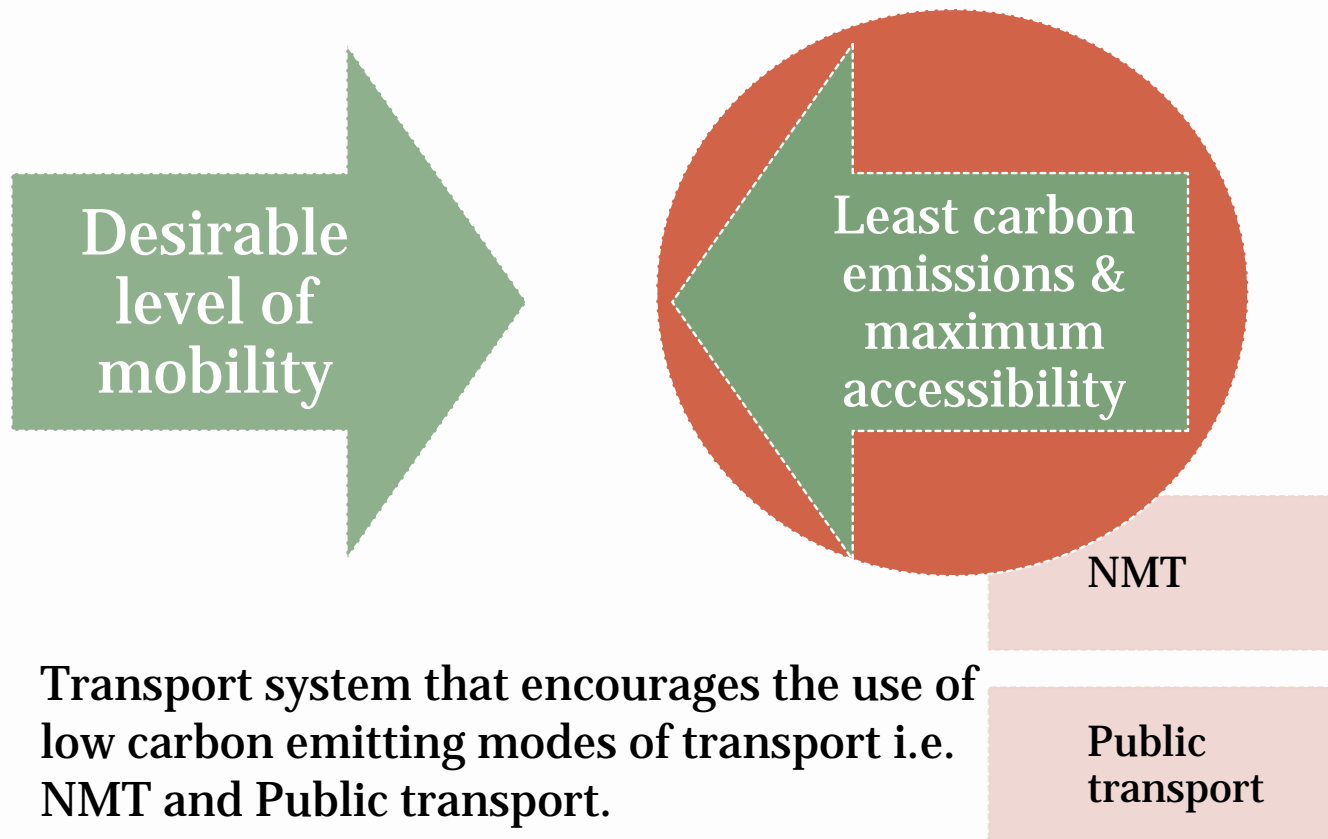 Desirable
level of
mobility
Least carbon
emissions &
maximum
accessibility
NMT
Transport system that encourages the use of
low carbon emitting modes of transport i.e.
NMT and Public transport.
Public
transport